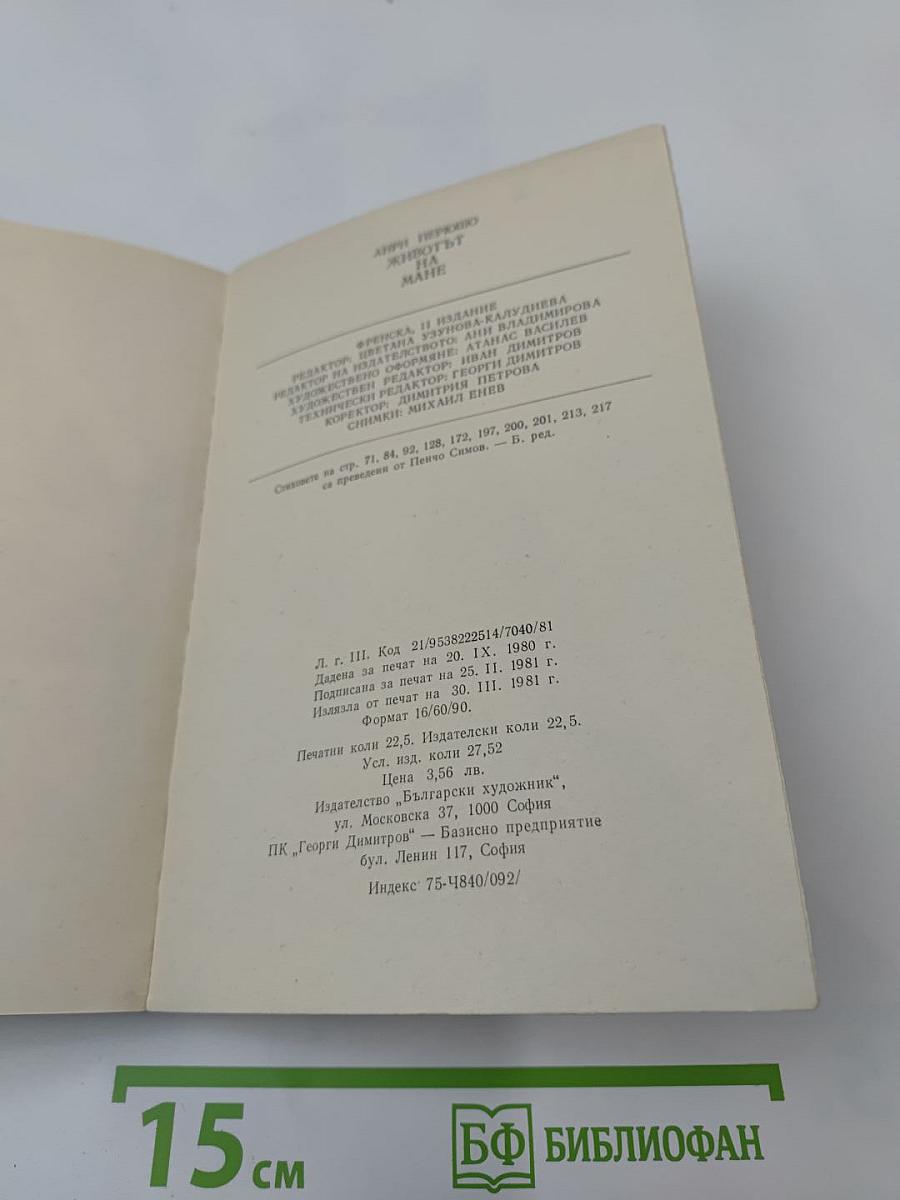 АНРИ ПЕРЮШО
ЖИВОТЪТ
НА
МАНЕ
ФРЕНСКА, II ИЗДАНИЕ
РЕДАКТОР: ЦВЕТАНА УЗУНОВА-КАЛУДИЕВА
РЕДАКТОР НА ИЗДАТЕЛСТВОТО: АНИ ВЛАДИМИРОВА
ХУДОЖЕСТВЕНО ОФОРМЯНЕ: АТАНАС ВАСИЛЕВ
ХУДОЖЕСТВЕН РЕДАКТОР: ИВАН ДИМИТРОВ
ТЕХНИЧЕСКИ РЕДАКТОР: ГЕОРГИ ДИМИТРОВ
КОРЕКТОР: ДИМИТРИЯ ПЕТРОВА
СНИМКИ: МИХАИЛ ЕНЕВ
Стиховете на стр. 71, 84, 92, 128, 172, 197, 200, 201, 213, 217
са преведени от Пенчо Симов. — Б. ред.
Л. г. III. Код 21/9538222514/7040/81
Дадена за печат на 20. IX. 1980 г.
Подписана за печат на 25. II. 1981 г.
Излязла от печат на 30. III. 1981 г.
Формат 16/60/90.
Печатни коли 22,5. Издателски коли 22,5.
Усл. изд. коли 27,52
Цена 3,56 лв.
Издателство „Български художник“,
ул. Московска 37, 1000 София
ПК „Георги Димитров“ — Базисно предприятие
бул. Ленин 117, София
Индекс 75-Ч840/092/
15 см
БФ БИБЛИОФАН